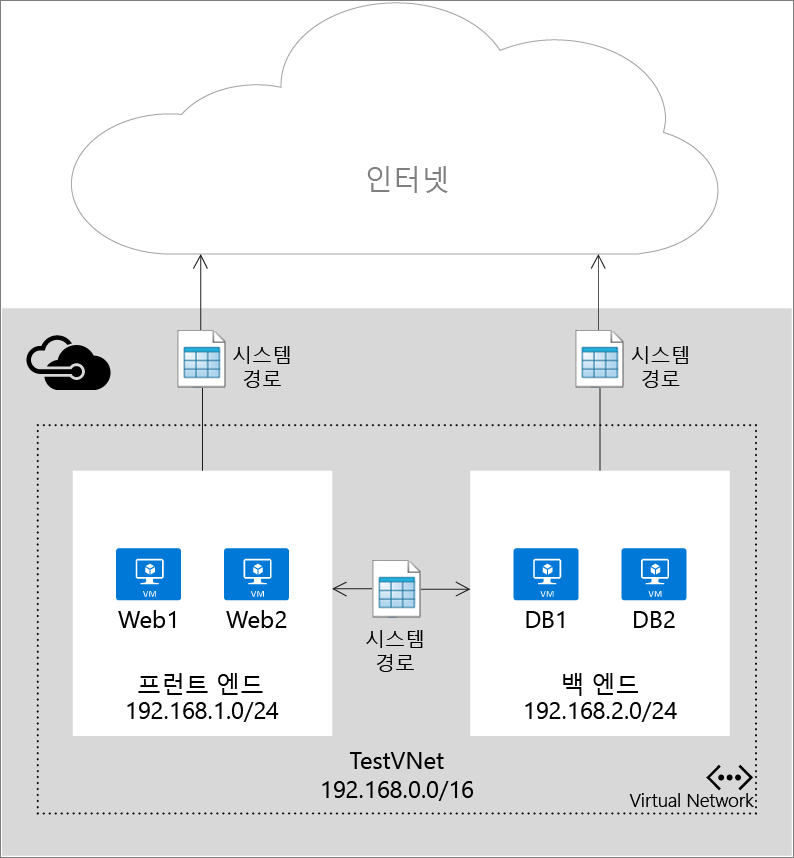 인터넷
시스템
경로
시스템
경로
VM
VM
VM
VM
Web1
Web2
DB1
DB2
시스템
경로
프런트 엔드
192.168.1.0/24
백 엔드
192.168.2.0/24
TestVNet
192.168.0.0/16
Virtual Network